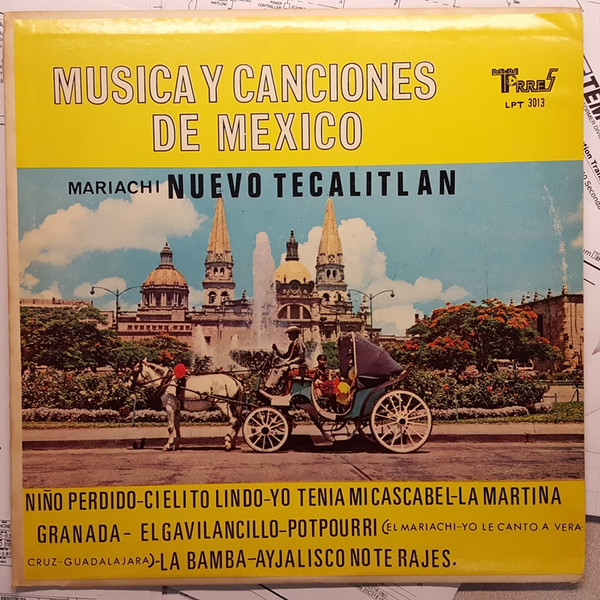 MUSICA Y CANCIONES
DE MEXICO
TORRES
LPT 3013
MARIACHI NUEVO TECALITLAN
NIÑO PERDIDO-CIELITO LINDO-YO TENIA MI CASCABEL-LA MARTINA
GRANADA- EL GAVILANCILLO-POTPOURRI (EL MARIACHI-YO LE CANTO A VERA-
CRUZ-GUADALAJARA)-LA BAMBA-AY JALISCO NO TE RAJES.